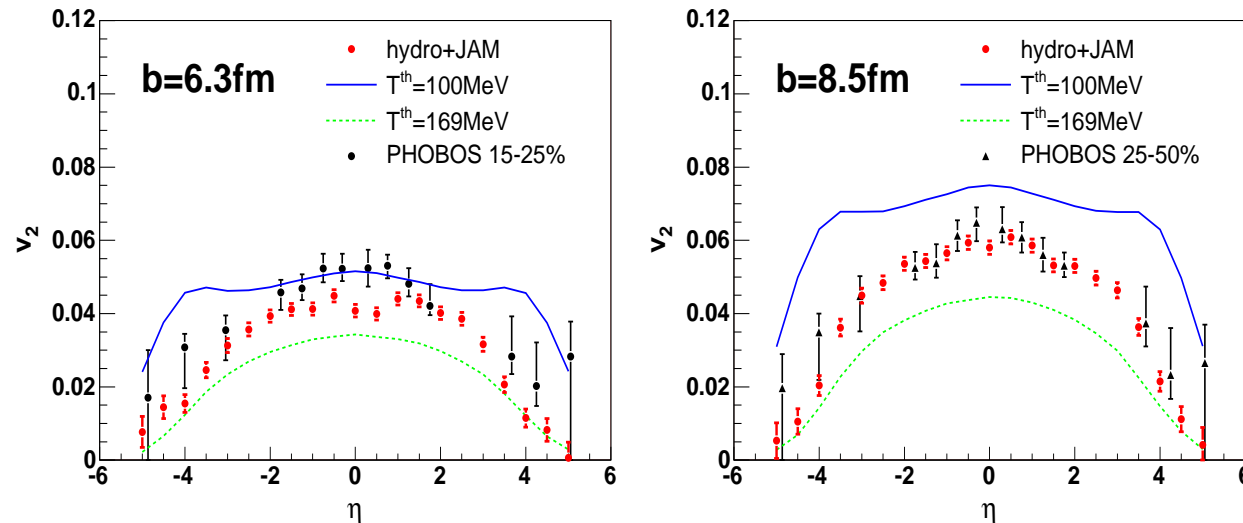 0.12
0.1
0.08
0.06
0.04
0.02
0
v2
b=6.3fm
hydro+JAM
T^th=100MeV
T^th=169MeV
PHOBOS 15-25%
-6 -4 -2 0 2 4 6
η
0.12
0.1
0.08
0.06
0.04
0.02
0
v2
b=8.5fm
hydro+JAM
T^th=100MeV
T^th=169MeV
PHOBOS 25-50%
-6 -4 -2 0 2 4 6
η